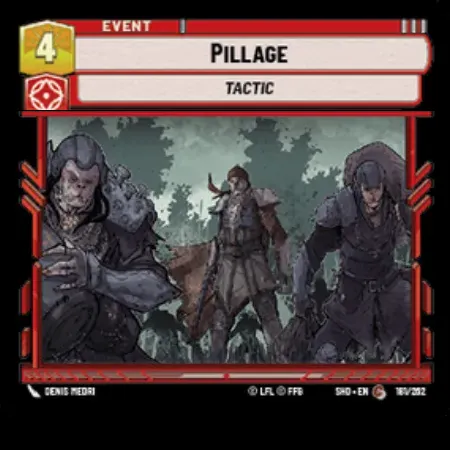 EVENT
4
PILLAGE
TACTIC
DENIS MEDRI
© LFL © FFG
SHD • EN
181/262